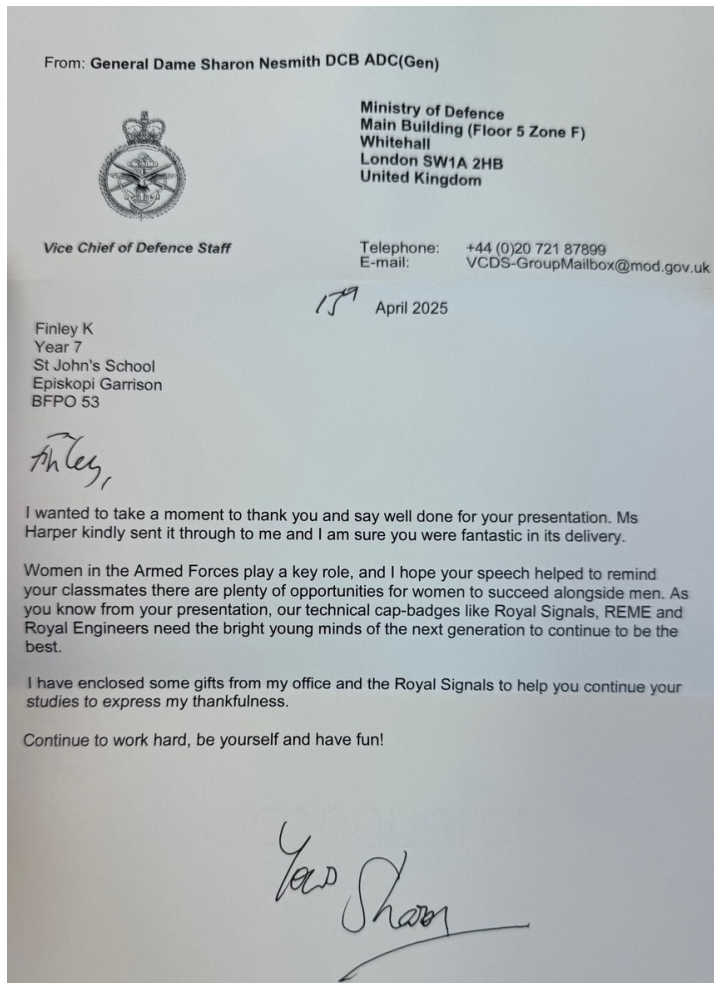 From: General Dame Sharon Nesmith DCB ADC(Gen)
Ministry of Defence
Main Building (Floor 5 Zone F)
Whitehall
London SW1A 2HB
United Kingdom
Vice Chief of Defence Staff
Telephone: +44 (0)20 721 87899
E-mail: VCDS-GroupMailbox@mod.gov.uk
April 2025
Finley K
Year 7
St John's School
Episkopi Garrison
BFPO 53
Finley,
I wanted to take a moment to thank you and say well done for your presentation. Ms
Harper kindly sent it through to me and I am sure you were fantastic in its delivery.
Women in the Armed Forces play a key role, and I hope your speech helped to remind
your classmates there are plenty of opportunities for women to succeed alongside men. As
you know from your presentation, our technical cap-badges like Royal Signals, REME and
Royal Engineers need the bright young minds of the next generation to continue to be the
best.
I have enclosed some gifts from my office and the Royal Signals to help you continue your
studies to express my thankfulness.
Continue to work hard, be yourself and have fun!
Yours
Sharon